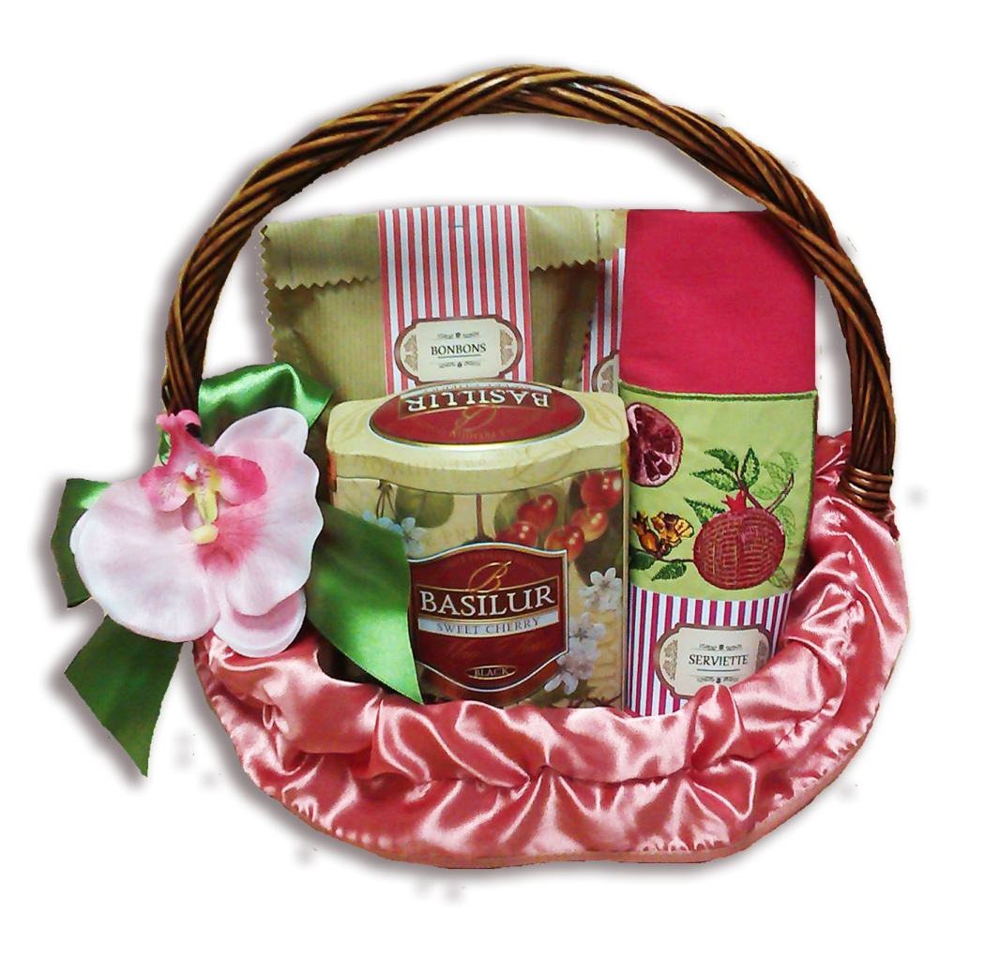 BONBONS
BASILUR
BASILUR
SWEET CHERRY
BLACK
SERVIETTE